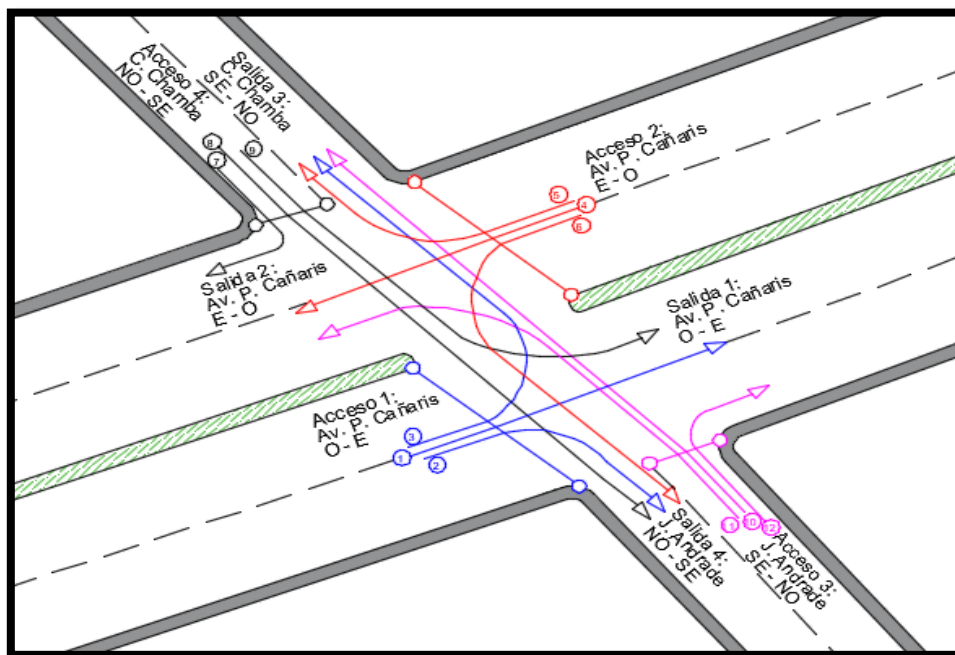 Acceso 4:
C. Chamba
NO - SE
Salida 3:
C. Chamba
SE - NO
8
7
9
Acceso 2:
Av. P. Cañaris
E - O
5
4
6
Salida 2:
Av. P. Cañaris
E - O
Salida 1:
Av. P. Cañaris
O - E
Acceso 1:
Av. P. Cañaris
O - E
3
1
2
Salida 4:
J. Andrade
NO - SE
11
10
12
Acceso 3:
J. Andrade
SE - NO